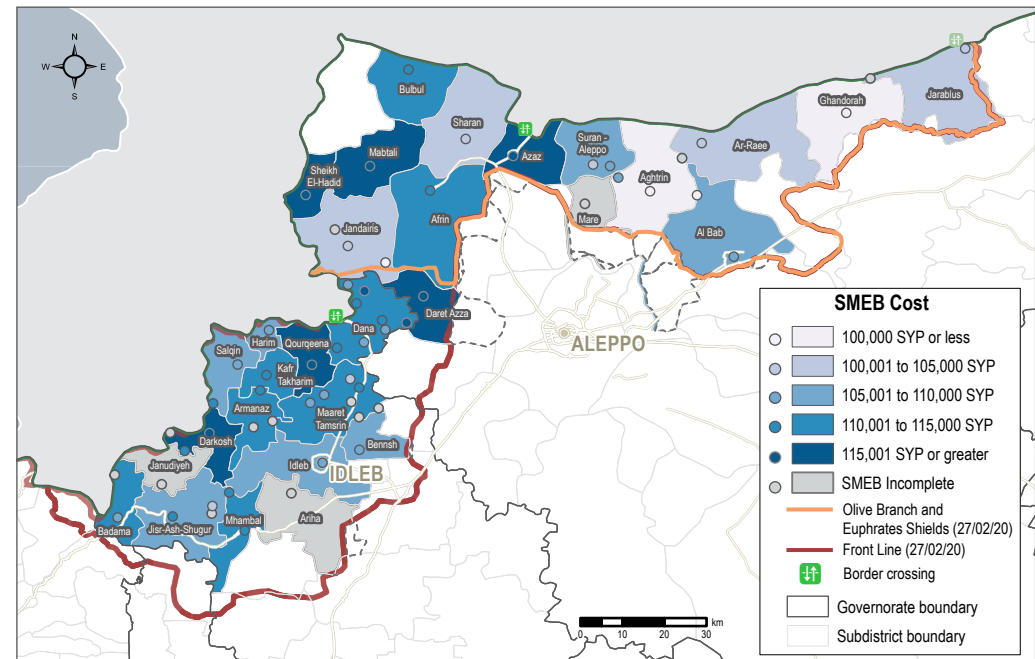 N
W
E
S
Bulbul
Sharan
Mabtali
Sheikh
El-Hadid
Azaz
Suran -
Aleppo
Ghandorah
Jarablus
Ar-Raee
Aghtrin
Mare
Afrin
Jandairis
Al Bab
Daret Azza
Dana
Harim
Qourqeena
Salqin
Kafr
Takharim
Armanaz
Maaret
Tamsrin
Darkosh
Bennsh
Janudiyeh
Idleb
IDLEB
ALEPPO
Ariha
Badama
Jisr-Ash-Shugur
Mhambal
0
10
20
30
km
SMEB Cost
100,000 SYP or less
100,001 to 105,000 SYP
105,001 to 110,000 SYP
110,001 to 115,000 SYP
115,001 SYP or greater
SMEB Incomplete
Olive Branch and
Euphrates Shields (27/02/20)
Front Line (27/02/20)
Border crossing
Governorate boundary
Subdistrict boundary